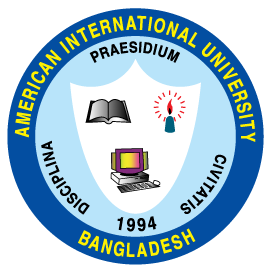 AMERICAN INTERNATIONAL UNIVERSITY
PRAESIDIUM
DISCIPLINA
CIVITATIS
1994
BANGLADESH